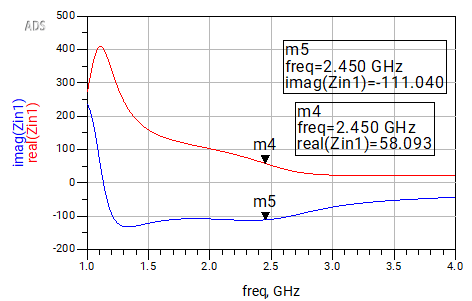 ADS
500
400
300
200
100
0
-100
-200
imag(Zin1)
real(Zin1)
m5
freq=2.450 GHz
imag(Zin1)=-111.040
m4
freq=2.450 GHz
real(Zin1)=58.093
m4
m5
1.0 1.5 2.0 2.5 3.0 3.5 4.0
freq, GHz